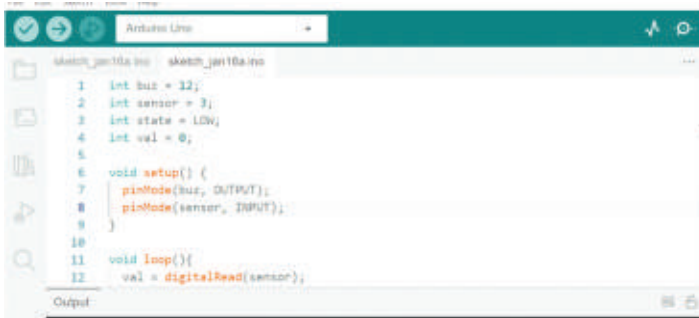 Arduino Uno
sketch_jan18a.ino sketch_jan18a.ino
1 int buz = 12;
2 int sensor = 3;
3 int state = LOW;
4 int val = 0;
5
6 void setup() {
7 pinMode(buz, OUTPUT);
8 pinMode(sensor, INPUT);
9 }
10
11 void loop(){
12 val = digitalRead(sensor);
Output